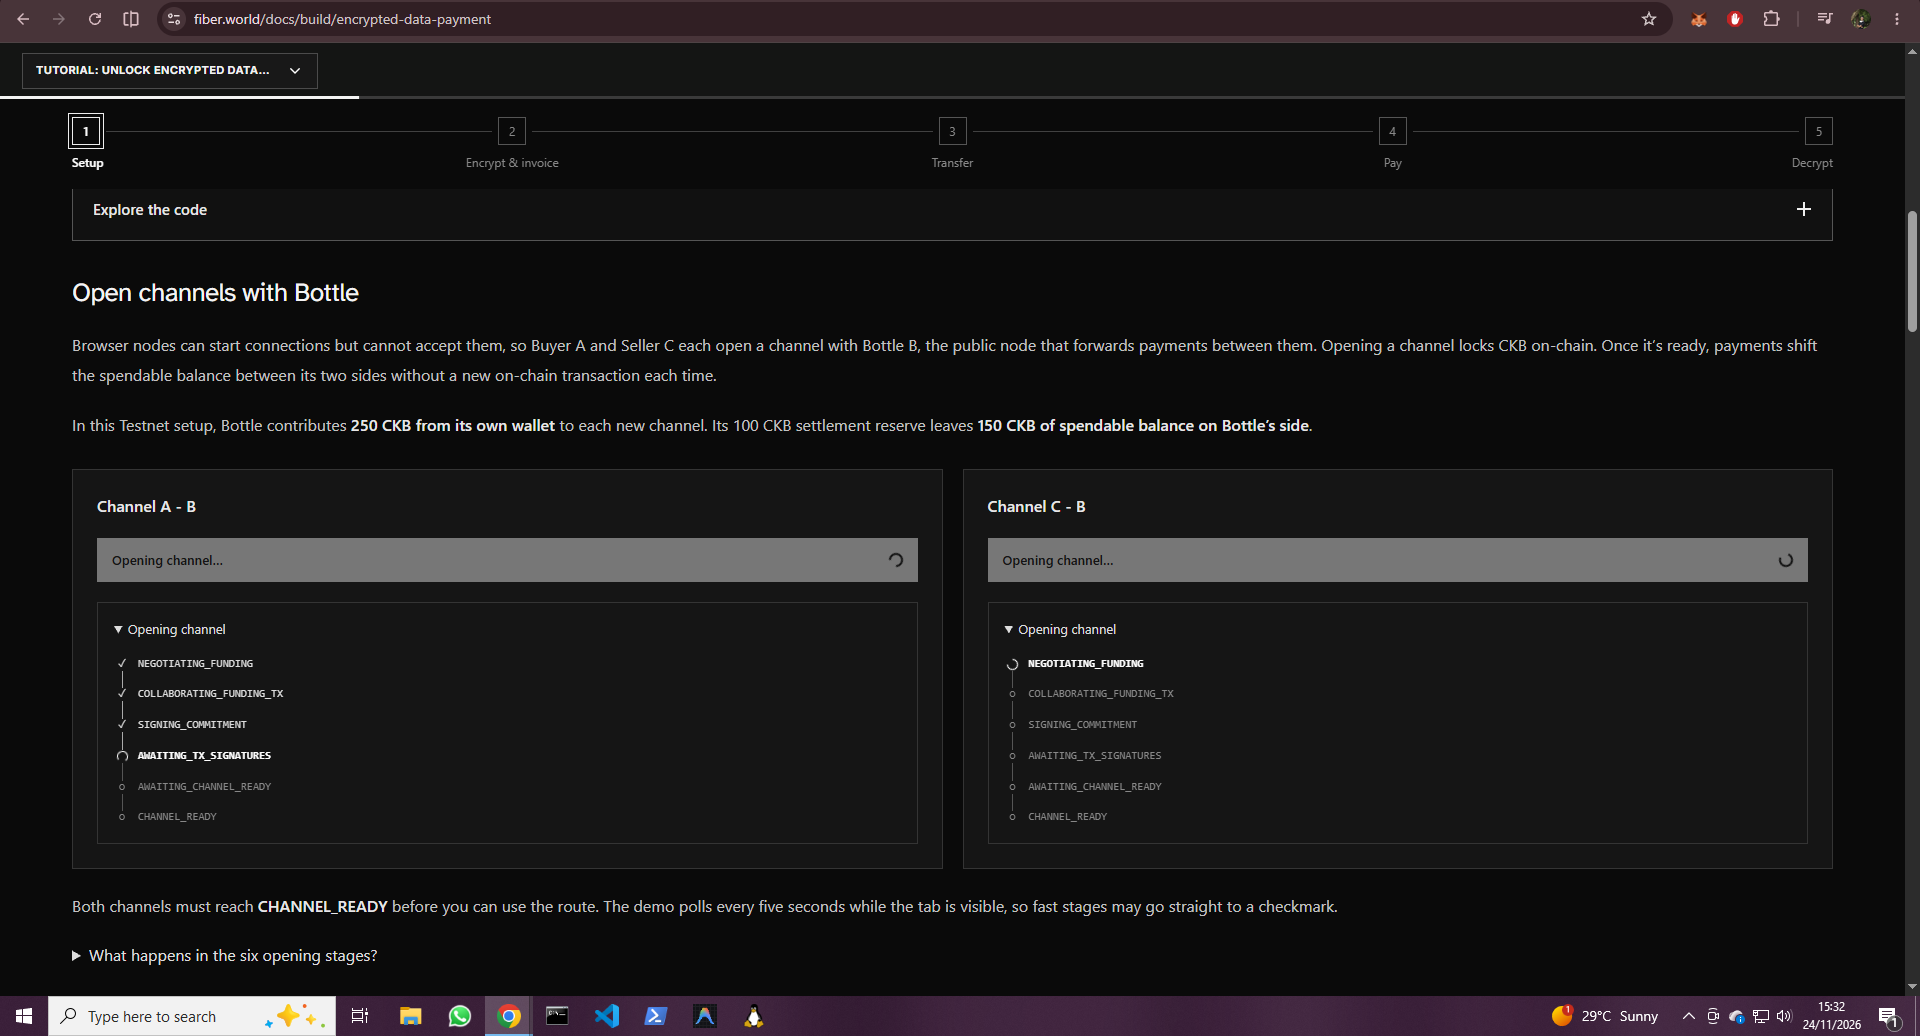 fiber.world/docs/build/encrypted-data-payment
TUTORIAL: UNLOCK ENCRYPTED DATA...
1
2
3
4
5
Setup
Encrypt & invoice
Transfer
Pay
Decrypt
Explore the code
Open channels with Bottle
Browser nodes can start connections but cannot accept them, so Buyer A and Seller C each open a channel with Bottle B, the public node that forwards payments between them. Opening a channel locks CKB on-chain. Once it's ready, payments shift
the spendable balance between its two sides without a new on-chain transaction each time.
In this Testnet setup, Bottle contributes 250 CKB from its own wallet to each new channel. Its 100 CKB settlement reserve leaves 150 CKB of spendable balance on Bottle's side.
Channel A - B
Opening channel...
Opening channel
NEGOTIATING_FUNDING
COLLABORATING_FUNDING_TX
SIGNING_COMMITMENT
AWAITING_TX_SIGNATURES
AWAITING_CHANNEL_READY
CHANNEL_READY
Channel C - B
Opening channel...
Opening channel
NEGOTIATING_FUNDING
COLLABORATING_FUNDING_TX
SIGNING_COMMITMENT
AWAITING_TX_SIGNATURES
AWAITING_CHANNEL_READY
CHANNEL_READY
Both channels must reach CHANNEL_READY before you can use the route. The demo polls every five seconds while the tab is visible, so fast stages may go straight to a checkmark.
What happens in the six opening stages?
Type here to search
1
29°C Sunny
15:32
24/11/2026
1